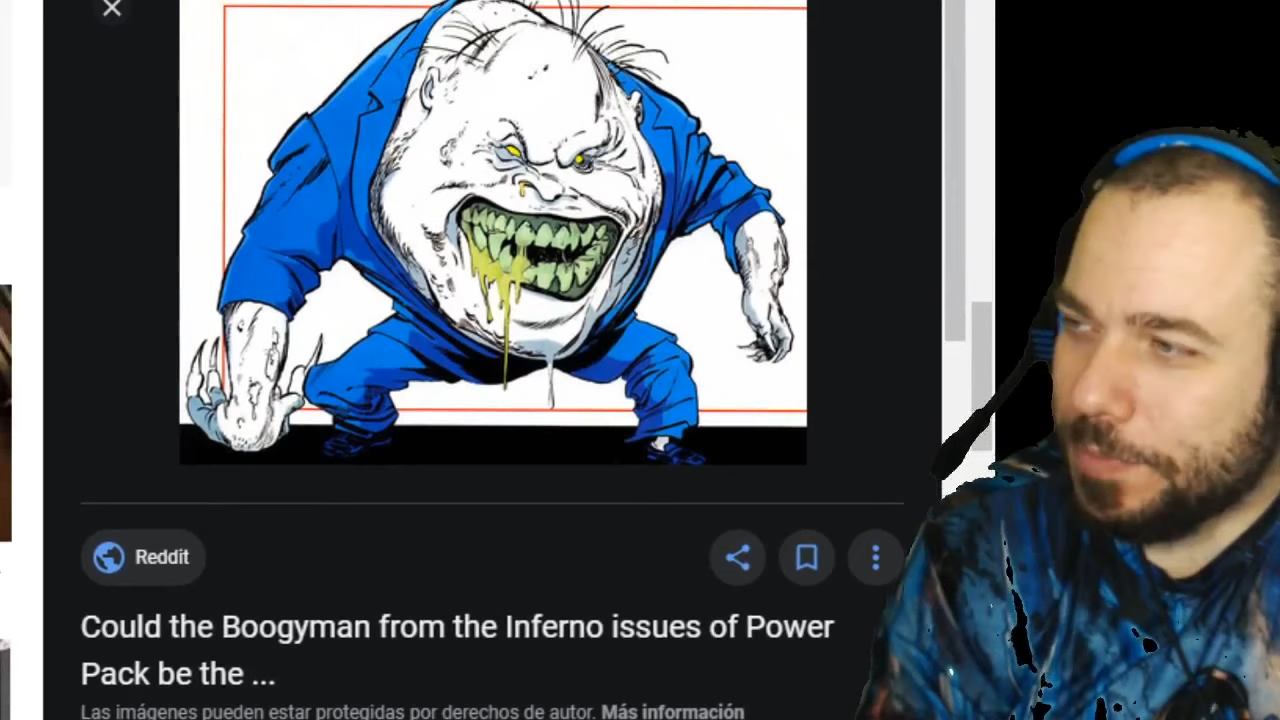 Reddit
Could the Boogyman from the Inferno issues of Power
Pack be the ...
Las imágenes pueden estar protegidas por derechos de autor. Más información